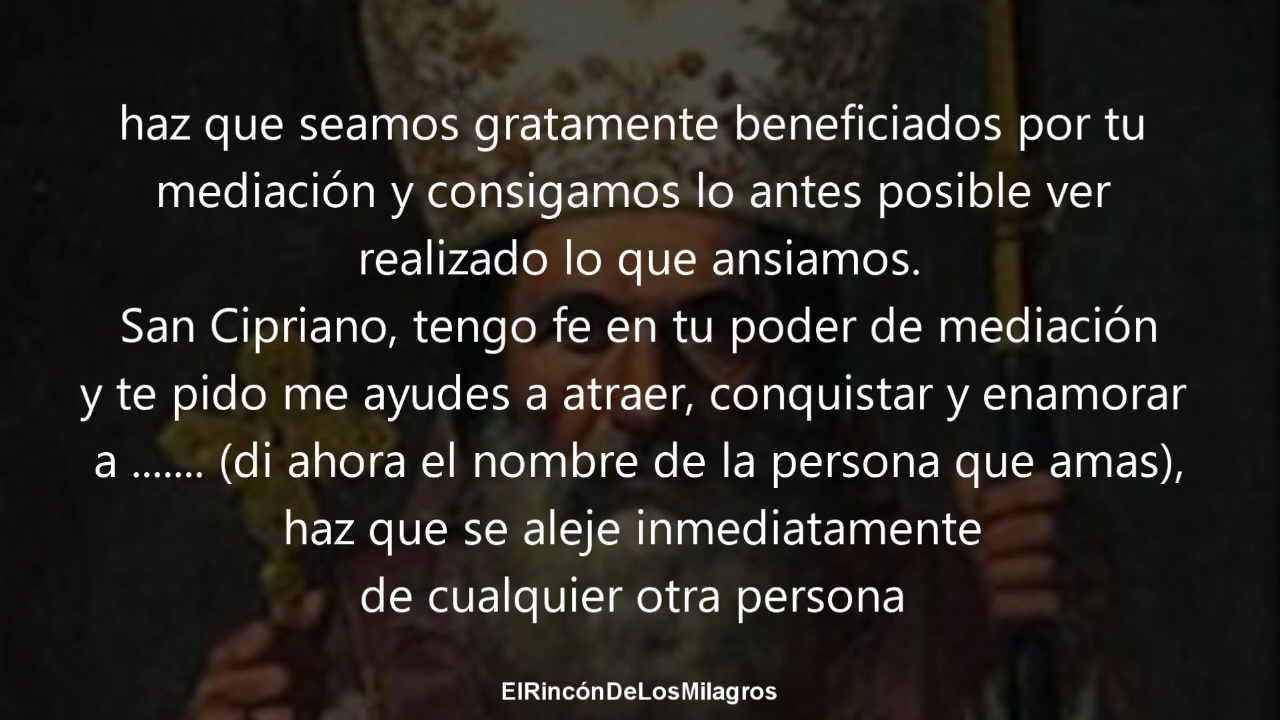 haz que seamos gratamente beneficiados por tu
mediación y consigamos lo antes posible ver
realizado lo que ansiamos.
San Cipriano, tengo fe en tu poder de mediación
y te pido me ayudes a atraer, conquistar y enamorar
a ....... (di ahora el nombre de la persona que amas),
haz que se aleje inmediatamente
de cualquier otra persona
ElRincónDeLosMilagros